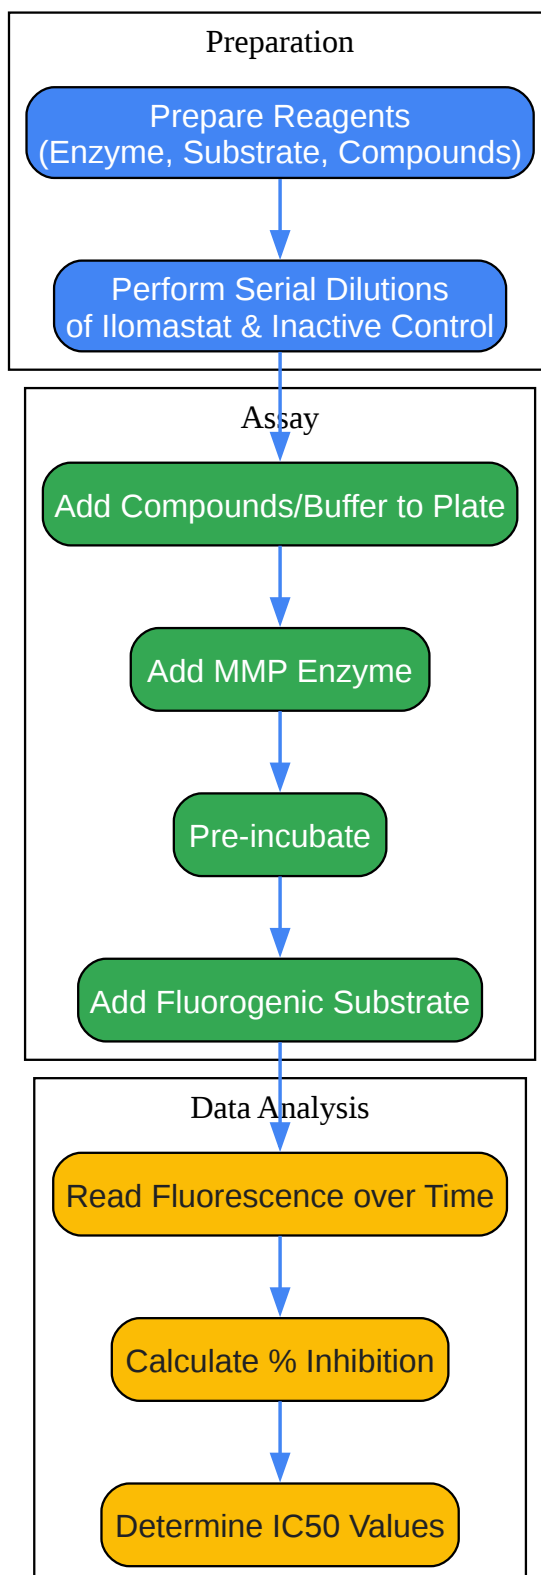 Preparation
Prepare Reagents
(Enzyme, Substrate, Compounds)
Perform Serial Dilutions
of Ilomastat & Inactive Control
Assay
Add Compounds/Buffer to Plate
Add MMP Enzyme
Pre-incubate
Add Fluorogenic Substrate
Data Analysis
Read Fluorescence over Time
Calculate % Inhibition
Determine IC50 Values